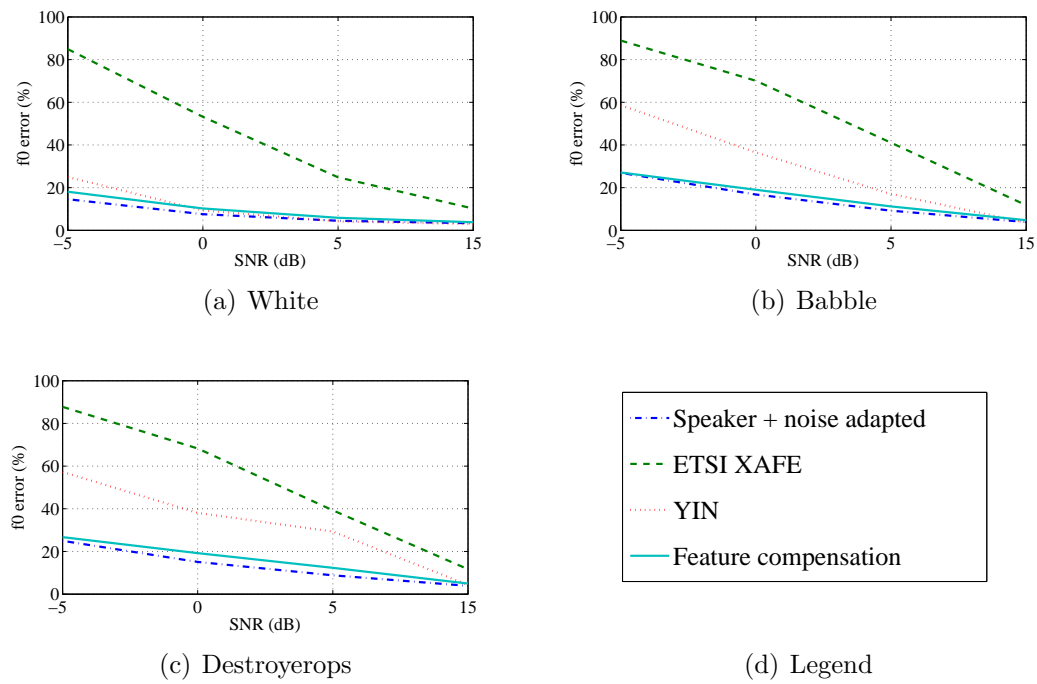 100
80
60
40
20
0
f0 error (%)
−5 0 5 15
SNR (dB)
(a) White
100
80
60
40
20
0
f0 error (%)
−5 0 5 15
SNR (dB)
(b) Babble
100
80
60
40
20
0
f0 error (%)
−5 0 5 15
SNR (dB)
(c) Destroyerops
Speaker + noise adapted
ETSI XAFE
YIN
Feature compensation
(d) Legend